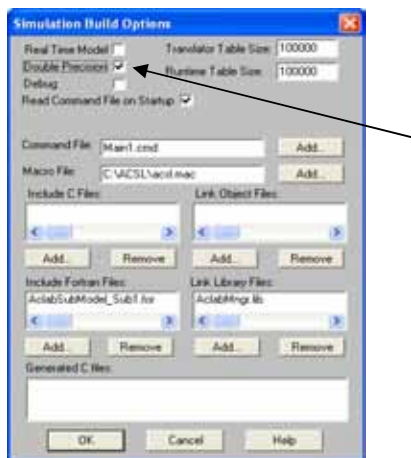 Simulation Build Options
Real Time Model
Translator Table Size: 100000
Double Precision
Runtime Table Size: 100000
Debug
Read Command File on Startup
Command File: Main1.cmd Add...
Macro File: C:\ACSL\acsl.mac Add...
Include C Files: Link Object Files:
Add... Remove Add... Remove
Include Fortran Files: Link Library Files:
AclabSubModel_Sub1.for AclabMngr.lib
Add... Remove Add... Remove
Generated C files:
OK Cancel Help